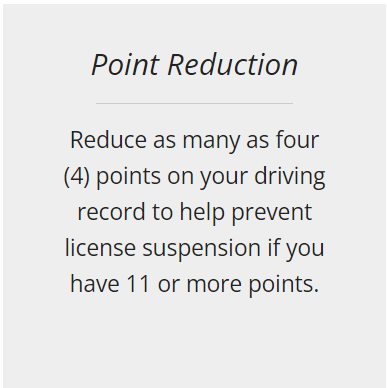 Point Reduction
Reduce as many as four
(4) points on your driving
record to help prevent
license suspension if you
have 11 or more points.